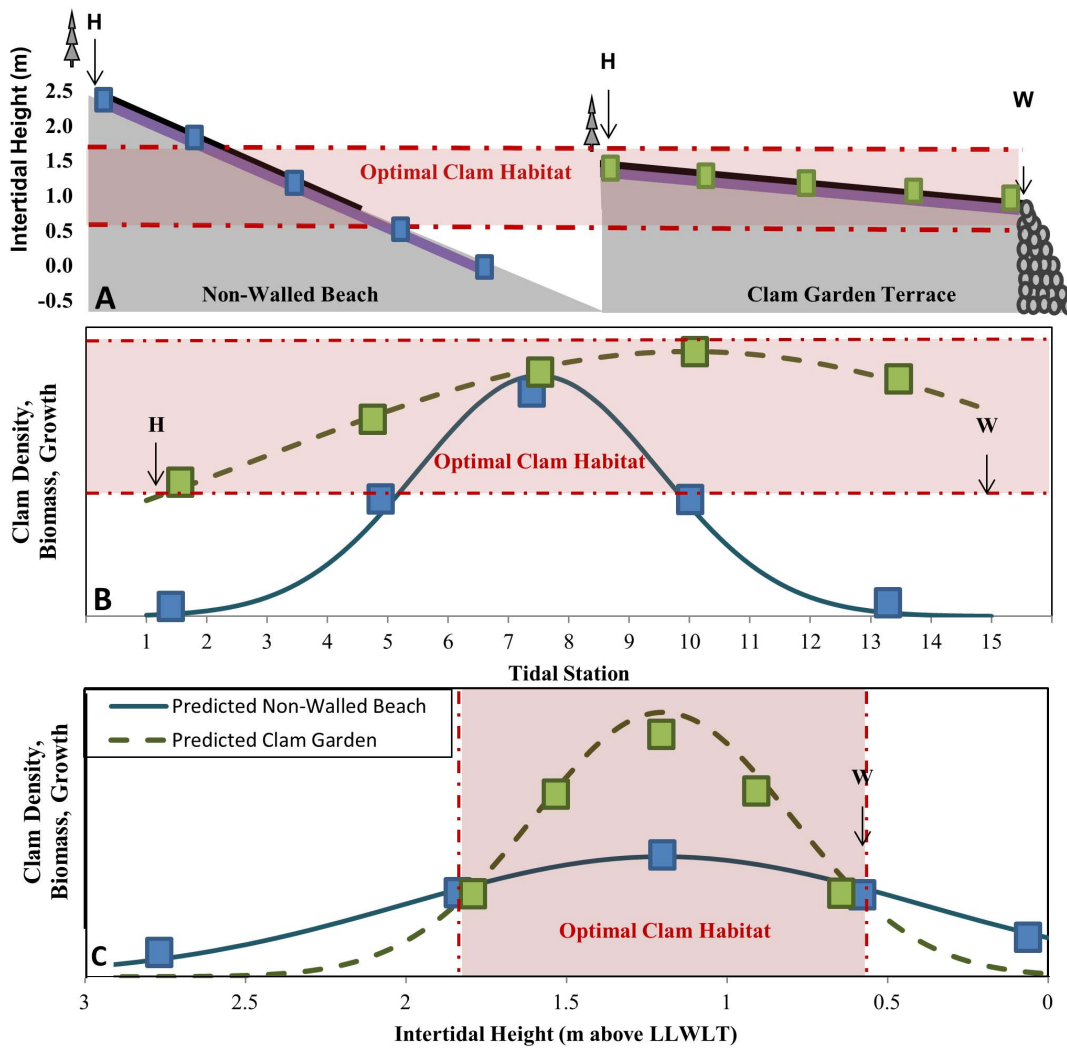 H
H
W
Intertidal Height (m)
2.5
2.0
1.5
1.0
0.5
0.0
-0.5
Optimal Clam Habitat
A
Non-Walled Beach
Clam Garden Terrace
Clam Density,
Biomass, Growth
H
W
Optimal Clam Habitat
B
1 2 3 4 5 6 7 8 9 10 11 12 13 14 15
Tidal Station
Clam Density,
Biomass, Growth
Predicted Non-Walled Beach
Predicted Clam Garden
W
Optimal Clam Habitat
C
3 2 1.5 1 0.5 0
Intertidal Height (m above LLWLT)